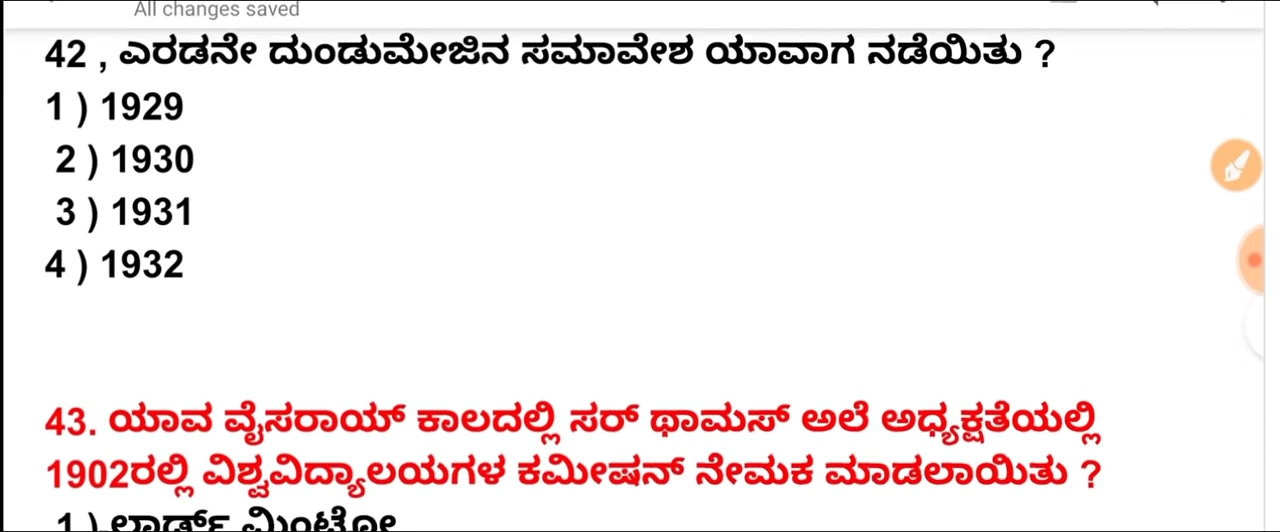 All changes saved
42 , ಎರಡನೇ ದುಂಡುಮೇಜಿನ ಸಮಾವೇಶ ಯಾವಾಗ ನಡೆಯಿತು ?
1 ) 1929
2 ) 1930
3 ) 1931
4 ) 1932
43. ಯಾವ ವೈಸರಾಯ್ ಕಾಲದಲ್ಲಿ ಸರ್ ಥಾಮಸ್ ಅಲೆ ಅಧ್ಯಕ್ಷತೆಯಲ್ಲಿ
1902ರಲ್ಲಿ ವಿಶ್ವವಿದ್ಯಾಲಯಗಳ ಕಮೀಷನ್ ನೇಮಕ ಮಾಡಲಾಯಿತು ?
1 ) ಲಾರ್ಡ್ ಮಿಂಟೋ